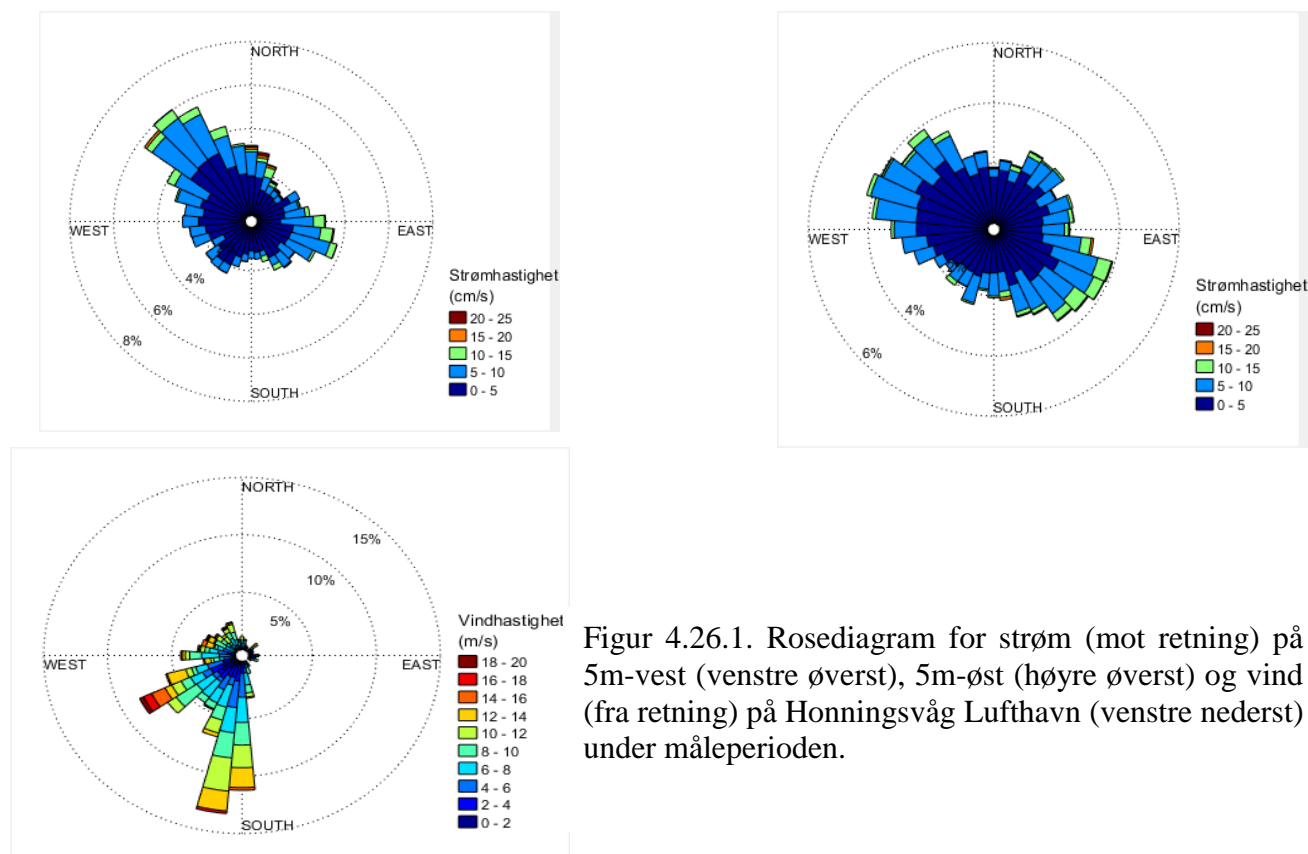 NORTH
WEST
EAST
SOUTH
4%
6%
8%
Strømhastighet
(cm/s)
20 - 25
15 - 20
10 - 15
5 - 10
0 - 5
NORTH
WEST
EAST
SOUTH
2%
4%
6%
Strømhastighet
(cm/s)
20 - 25
15 - 20
10 - 15
5 - 10
0 - 5
NORTH
15%
10%
5%
WEST
EAST
SOUTH
Vindhastighet
(m/s)
18 - 20
16 - 18
14 - 16
12 - 14
10 - 12
8 - 10
6 - 8
4 - 6
2 - 4
0 - 2
Figur 4.26.1. Rosediagram for strøm (mot retning) på
5m-vest (venstre øverst), 5m-øst (høyre øverst) og vind
(fra retning) på Honningsvåg Lufthavn (venstre nederst)
under måleperioden.